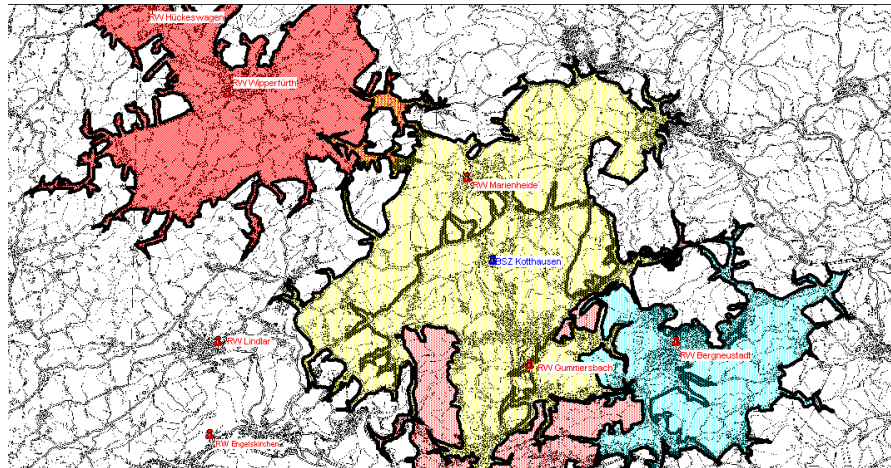 RW Hückeswagen
RW Wipperfürth
RW Marienheide
BSZ Kotthausen
RW Lindlar
RW Bergneustadt
RW Gummersbach
RW Engelskirchen